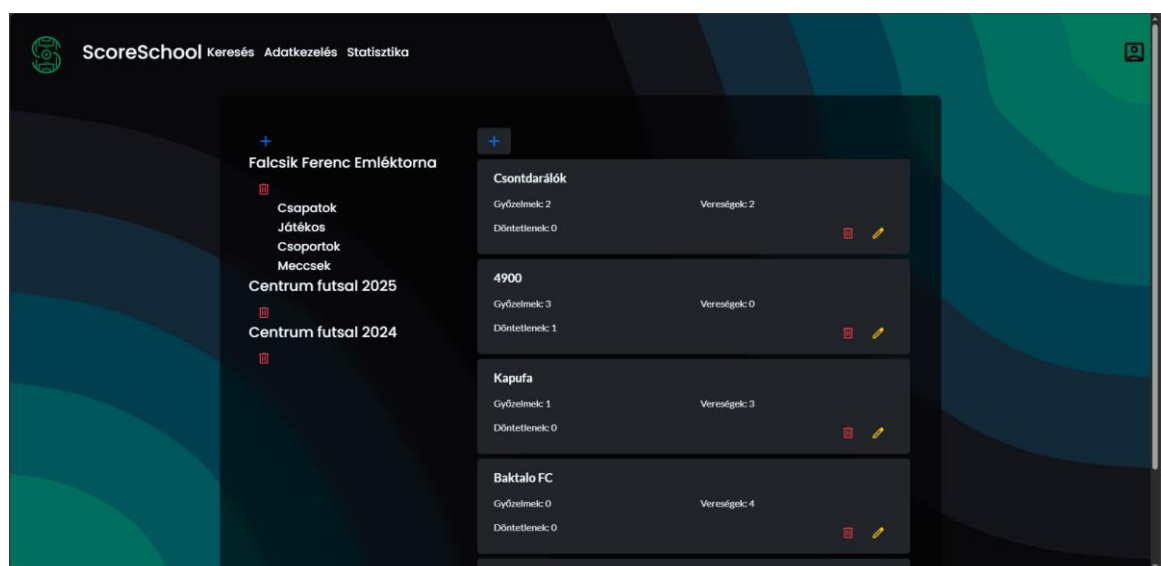 ScoreSchool Keresés Adatkezelés Statisztika
Falcsik Ferenc Emléktorna
Csapatok
Játékos
Csoportok
Meccsek
Centrum futsal 2025
Centrum futsal 2024
Csontdarálók
Győzelmek: 2 Vereségek: 2
Döntetlenek: 0
4900
Győzelmek: 3 Vereségek: 0
Döntetlenek: 1
Kapufa
Győzelmek: 1 Vereségek: 3
Döntetlenek: 0
Baktalo FC
Győzelmek: 0 Vereségek: 4
Döntetlenek: 0